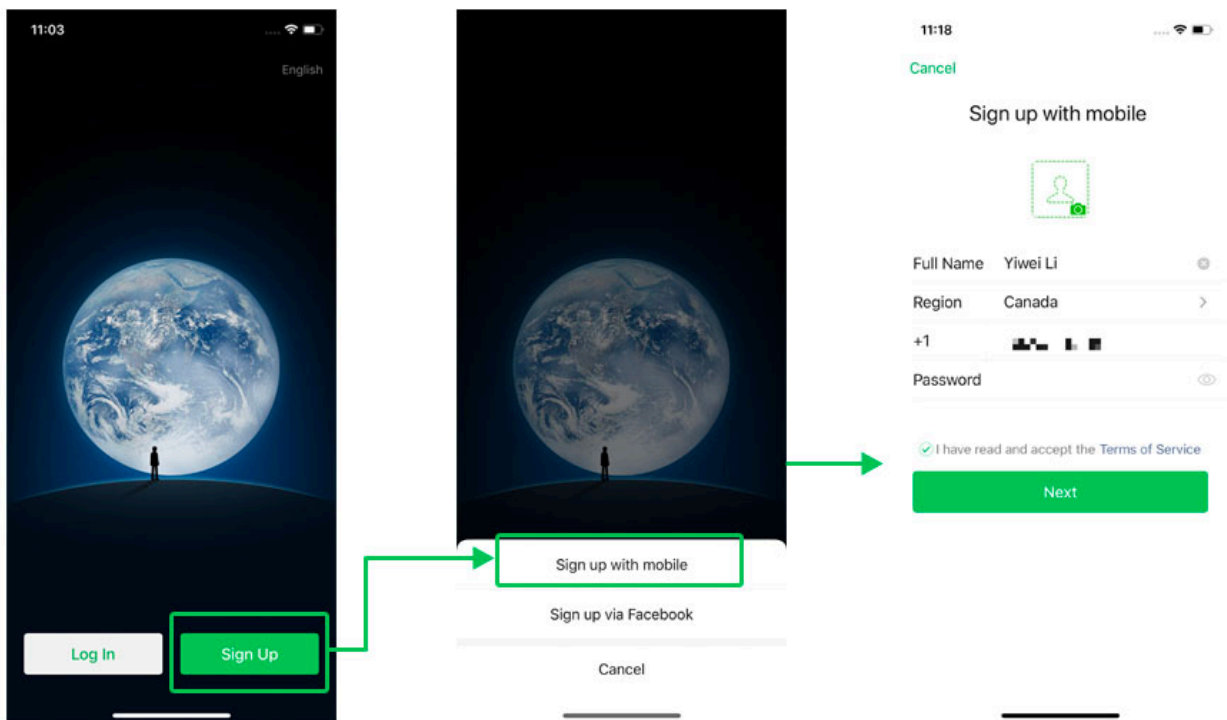 11:03
English
Log In
Sign Up
Sign up with mobile
Sign up via Facebook
Cancel
11:18
Cancel
Sign up with mobile
Full Name Yiwei Li
Region Canada
+1
Password
I have read and accept the Terms of Service
Next